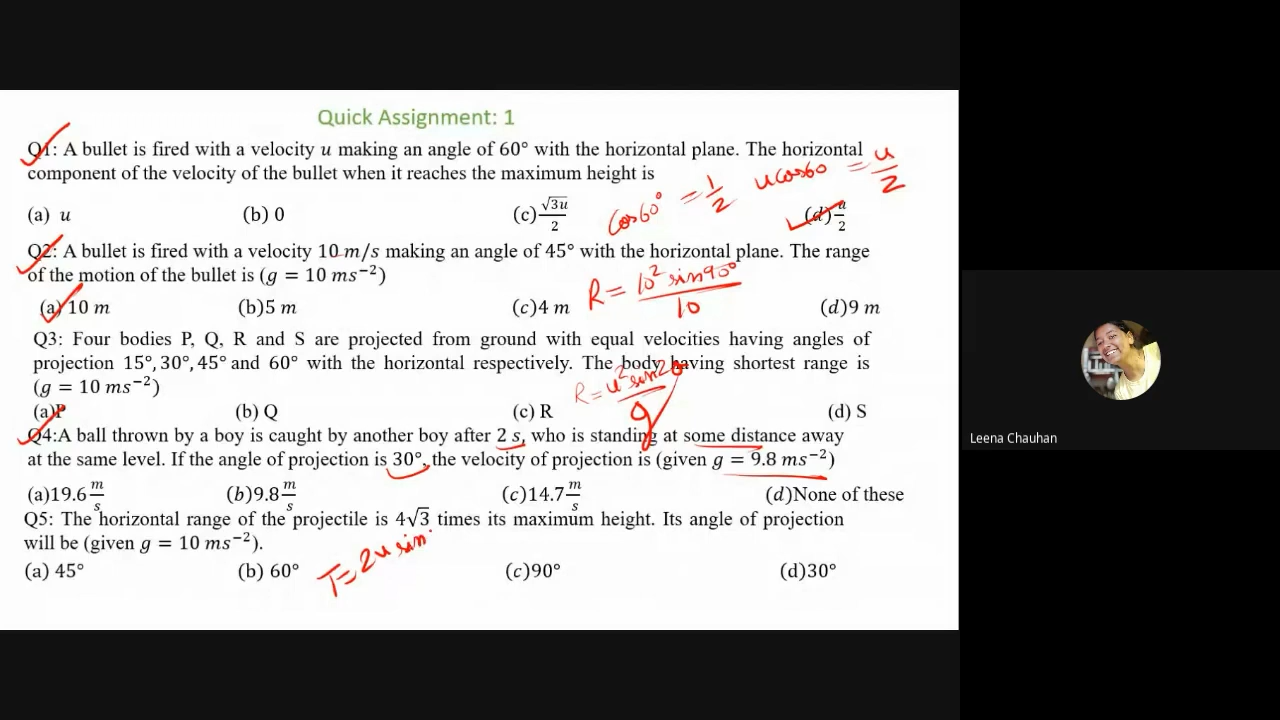 Quick Assignment: 1
Q1: A bullet is fired with a velocity u making an angle of 60° with the horizontal plane. The horizontal
component of the velocity of the bullet when it reaches the maximum height is
cos60° = 1/2 ucos60 = u/2
(a) u (b) 0 (c) √3u/2 (d) u/2
Q2: A bullet is fired with a velocity 10 m/s making an angle of 45° with the horizontal plane. The range
of the motion of the bullet is (g = 10 ms⁻²)
R = 10² sin90°/10
(a) 10 m (b)5 m (c)4 m (d)9 m
Q3: Four bodies P, Q, R and S are projected from ground with equal velocities having angles of
projection 15°, 30°, 45° and 60° with the horizontal respectively. The body having shortest range is
(g = 10 ms⁻²)
R = u² sin2θ/g
(a)P (b) Q (c) R (d) S
Q4:A ball thrown by a boy is caught by another boy after 2 s, who is standing at some distance away
at the same level. If the angle of projection is 30°, the velocity of projection is (given g = 9.8 ms⁻²)
(a)19.6 m/s (b)9.8 m/s (c)14.7 m/s (d)None of these
Q5: The horizontal range of the projectile is 4√3 times its maximum height. Its angle of projection
will be (given g = 10 ms⁻²).
T= 2u sin
(a) 45° (b) 60° (c)90° (d)30°
Leena Chauhan